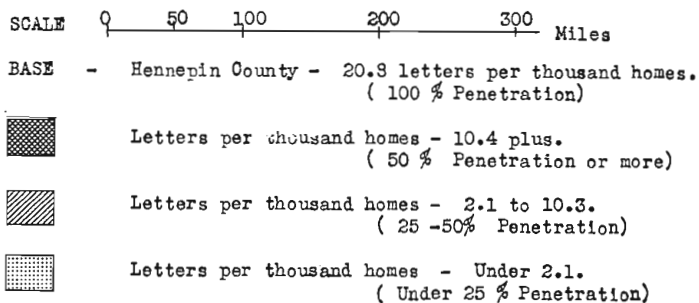 SCALE 0 50 100 200 300 Miles
BASE - Hennepin County - 20.8 letters per thousand homes.
( 100 % Penetration)
Letters per thousand homes - 10.4 plus.
( 50 % Penetration or more)
Letters per thousand homes - 2.1 to 10.3.
( 25 -50% Penetration)
Letters per thousand homes - Under 2.1.
( Under 25 % Penetration)